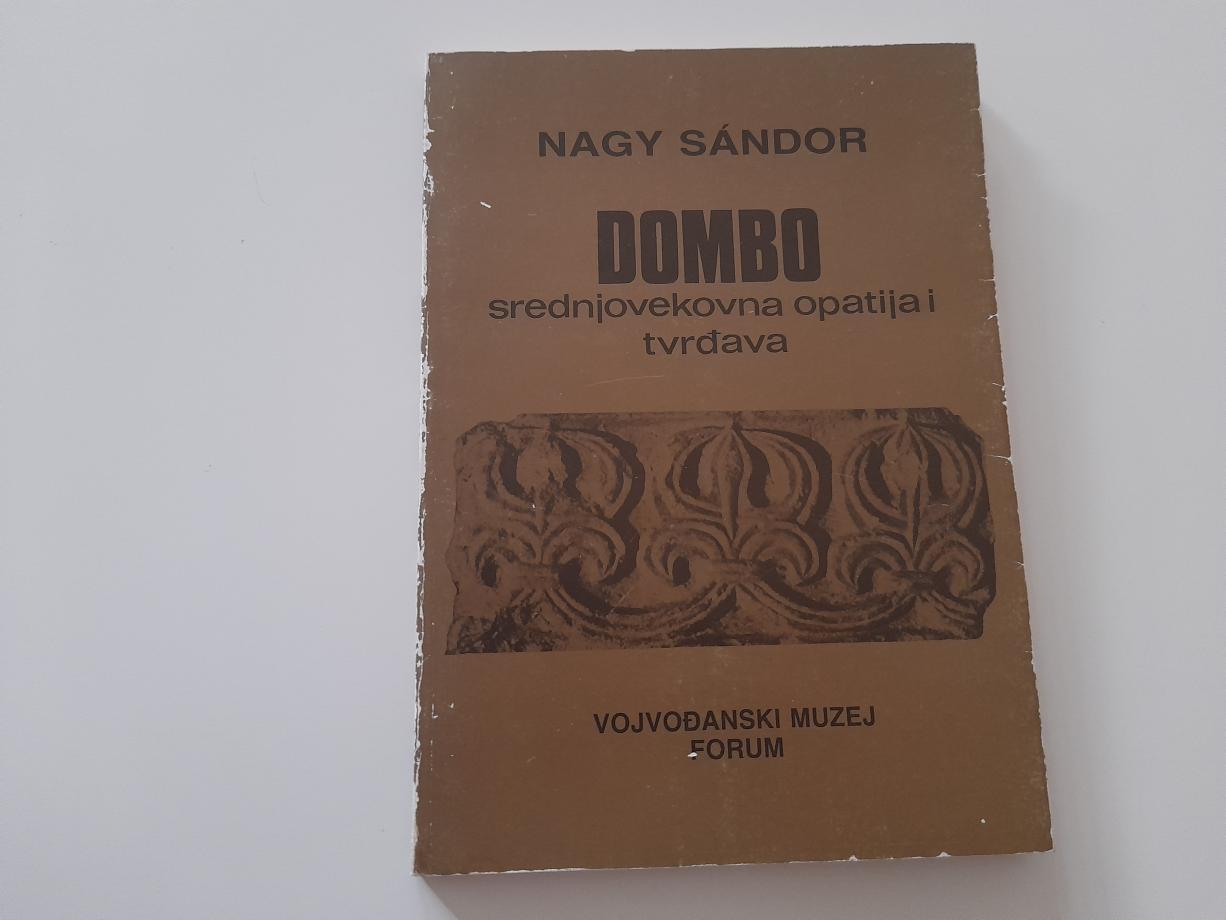 NAGY SÁNDOR
DOMBO
srednjovekovna opatija i
tvrđava
VOJVOĐANSKI MUZEJ
FORUM